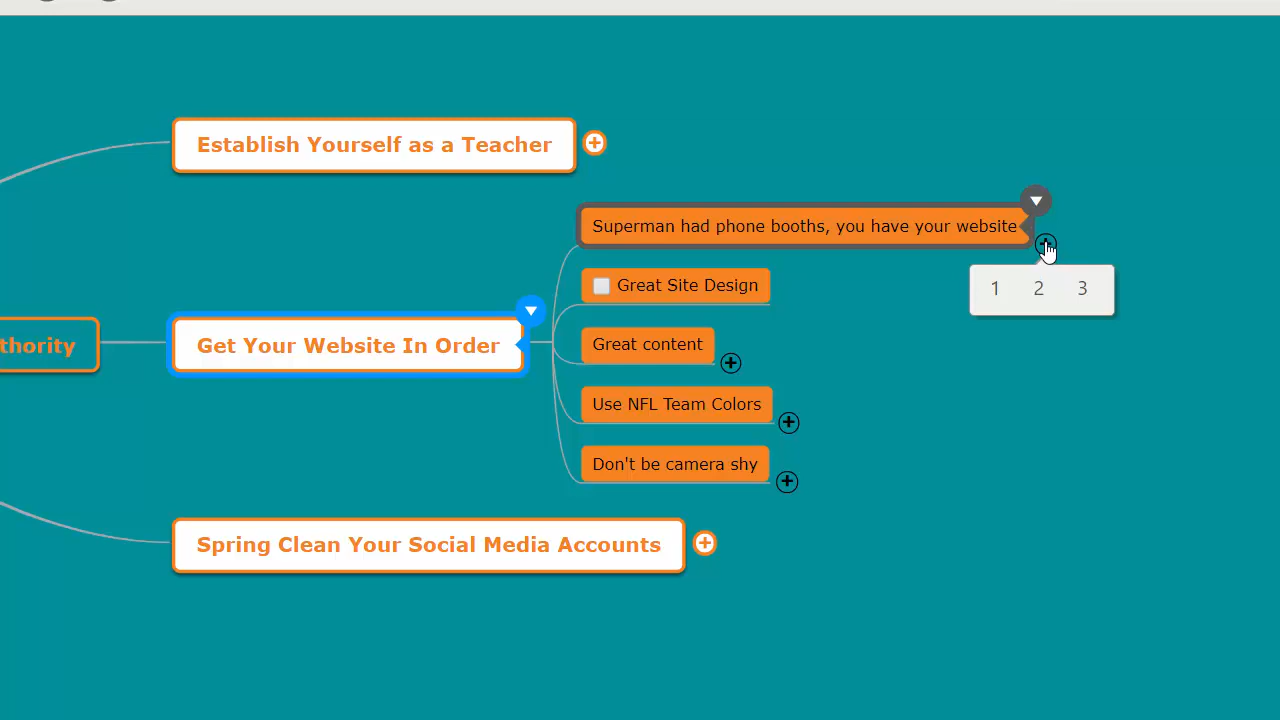 Establish Yourself as a Teacher
Superman had phone booths, you have your website
1 2 3
Great Site Design
thority
Get Your Website In Order
Great content
Use NFL Team Colors
Don't be camera shy
Spring Clean Your Social Media Accounts